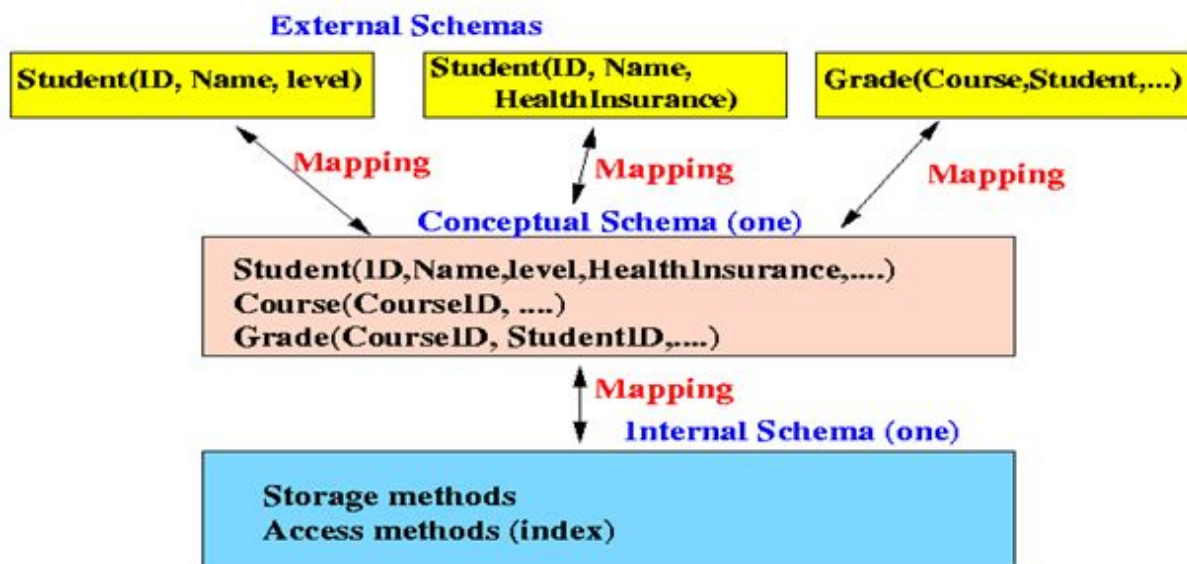 External Schemas
Student(ID, Name, level)
Student(ID, Name,
HealthInsurance)
Grade(Course,Student,...)
Mapping
Mapping
Mapping
Conceptual Schema (one)
Student(ID,Name,level,HealthInsurance,....)
Course(CourseID, ....)
Grade(CourseID, StudentID,....)
Mapping
Internal Schema (one)
Storage methods
Access methods (index)